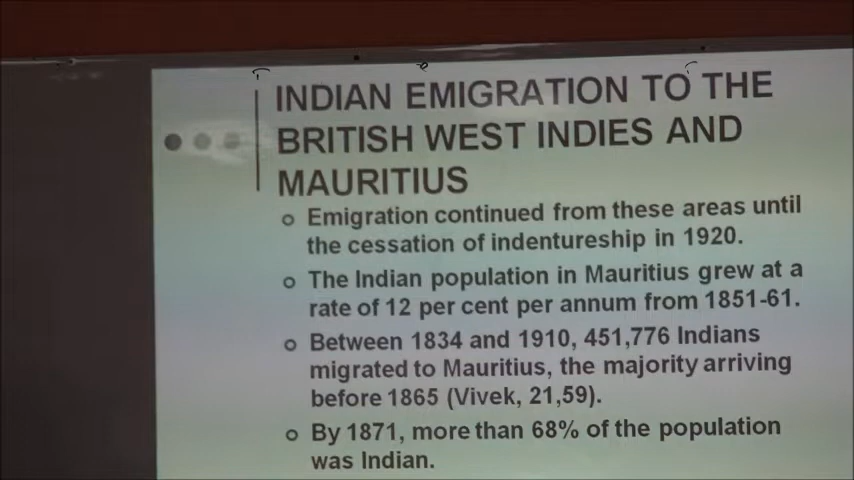 INDIAN EMIGRATION TO THE
BRITISH WEST INDIES AND
MAURITIUS
Emigration continued from these areas until
the cessation of indentureship in 1920.
The Indian population in Mauritius grew at a
rate of 12 per cent per annum from 1851-61.
Between 1834 and 1910, 451,776 Indians
migrated to Mauritius, the majority arriving
before 1865 (Vivek, 21,59).
By 1871, more than 68% of the population
was Indian.